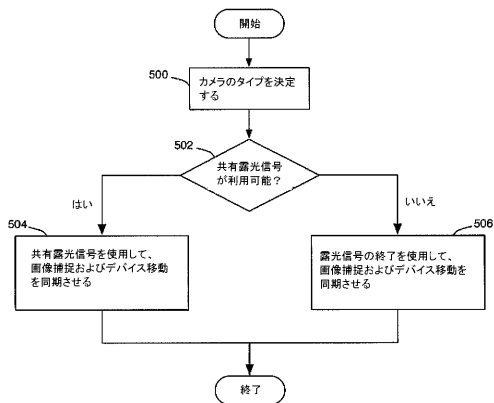 開始
500
カメラのタイプを決定
する
502
共有露光信号
が利用可能?
はい
いいえ
504
共有露光信号を使用して、
画像捕捉およびデバイス移動
を同期させる
506
露光信号の終了を使用して、
画像捕捉およびデバイス移動を
同期させる
終了